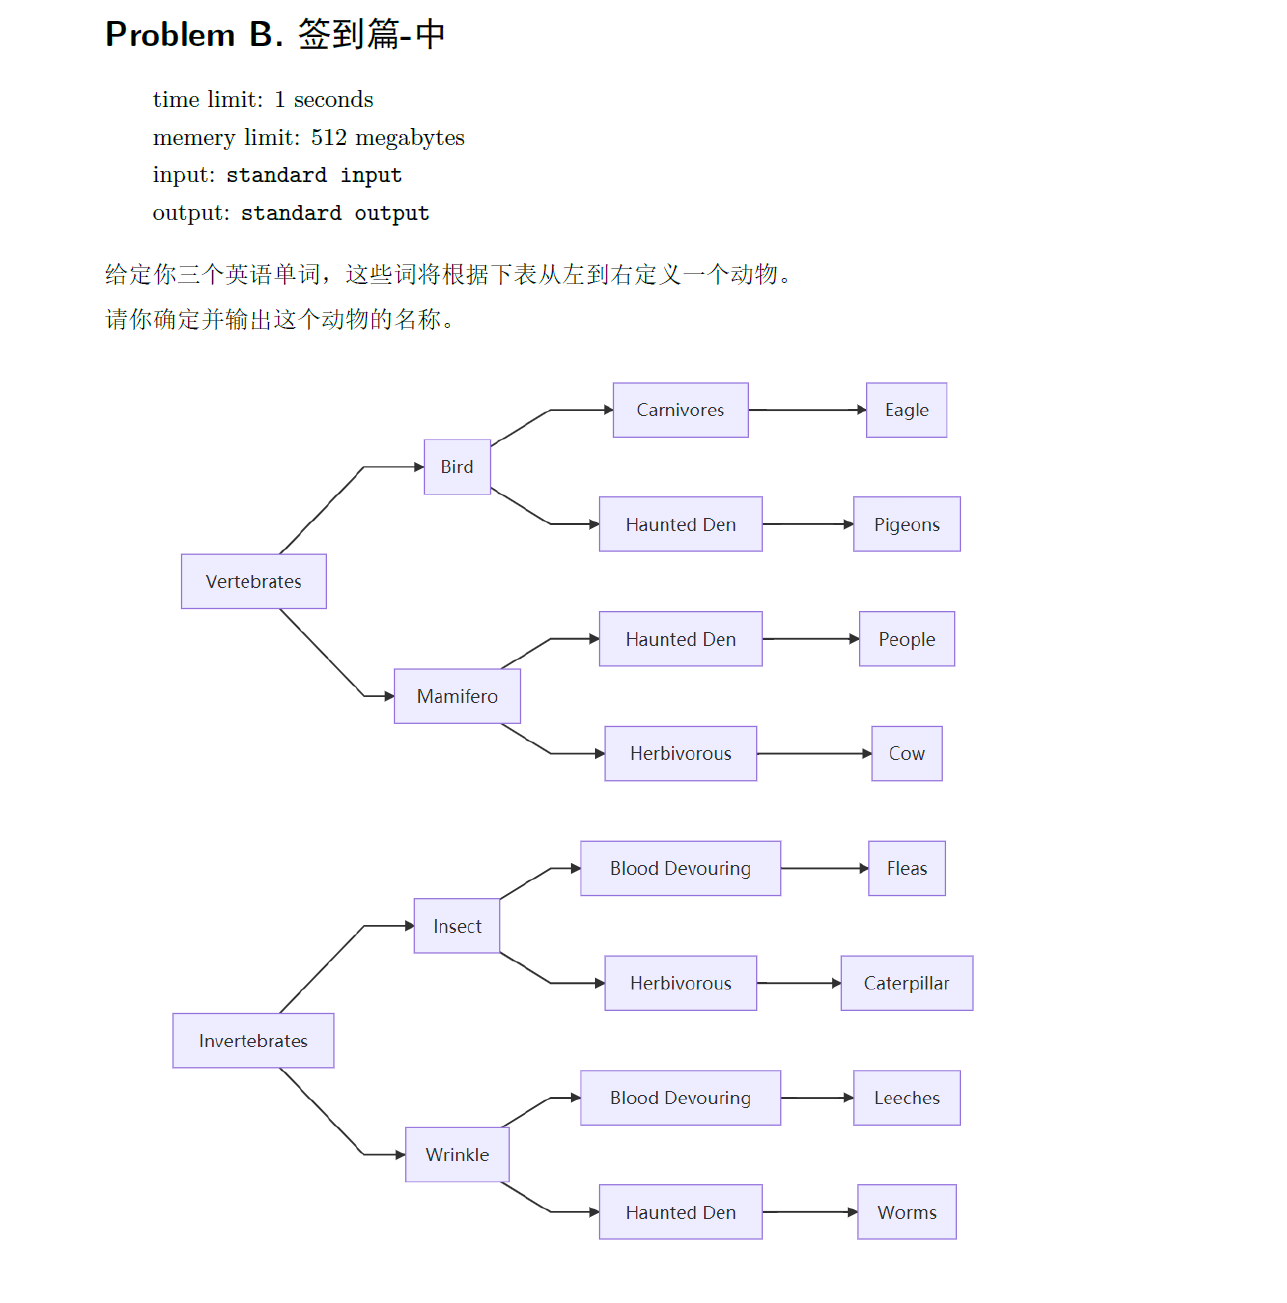 Problem B. 签到篇-中
time limit: 1 seconds
memery limit: 512 megabytes
input: standard input
output: standard output
给定你三个英语单词，这些词将根据下表从左到右定义一个动物。
请你确定并输出这个动物的名称。
Carnivores
Eagle
Bird
Haunted Den
Pigeons
Vertebrates
Haunted Den
People
Mamifero
Herbivorous
Cow
Blood Devouring
Fleas
Insect
Herbivorous
Caterpillar
Invertebrates
Blood Devouring
Leeches
Wrinkle
Haunted Den
Worms